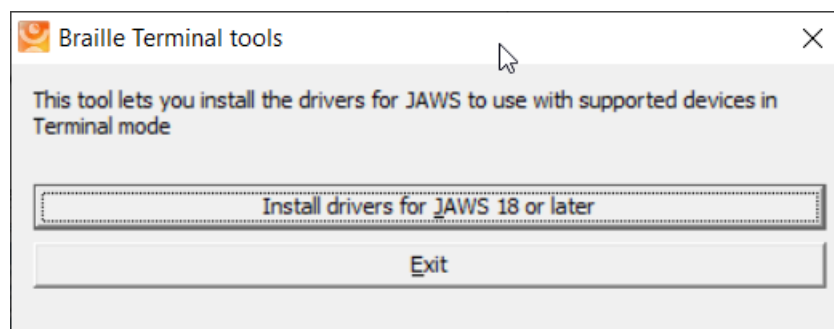 Braille Terminal tools
This tool lets you install the drivers for JAWS to use with supported devices in
Terminal mode
Install drivers for JAWS 18 or later
Exit